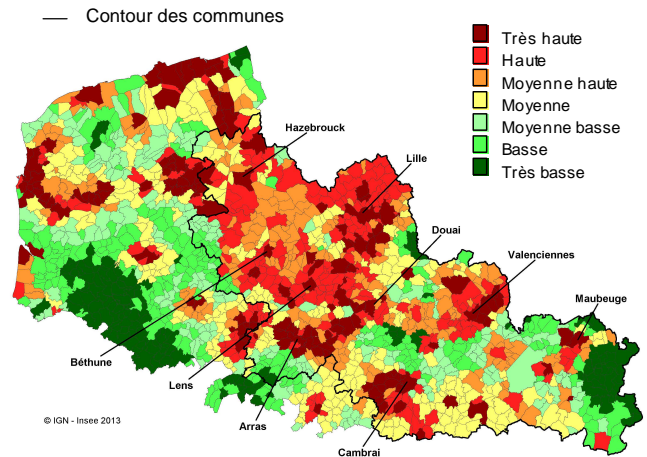 Contour des communes
Très haute
Haute
Moyenne haute
Moyenne
Moyenne basse
Basse
Très basse
Hazebrouck
Lille
Douai
Valenciennes
Maubeuge
Béthune
Lens
Arras
Cambrai
© IGN - Insee 2013